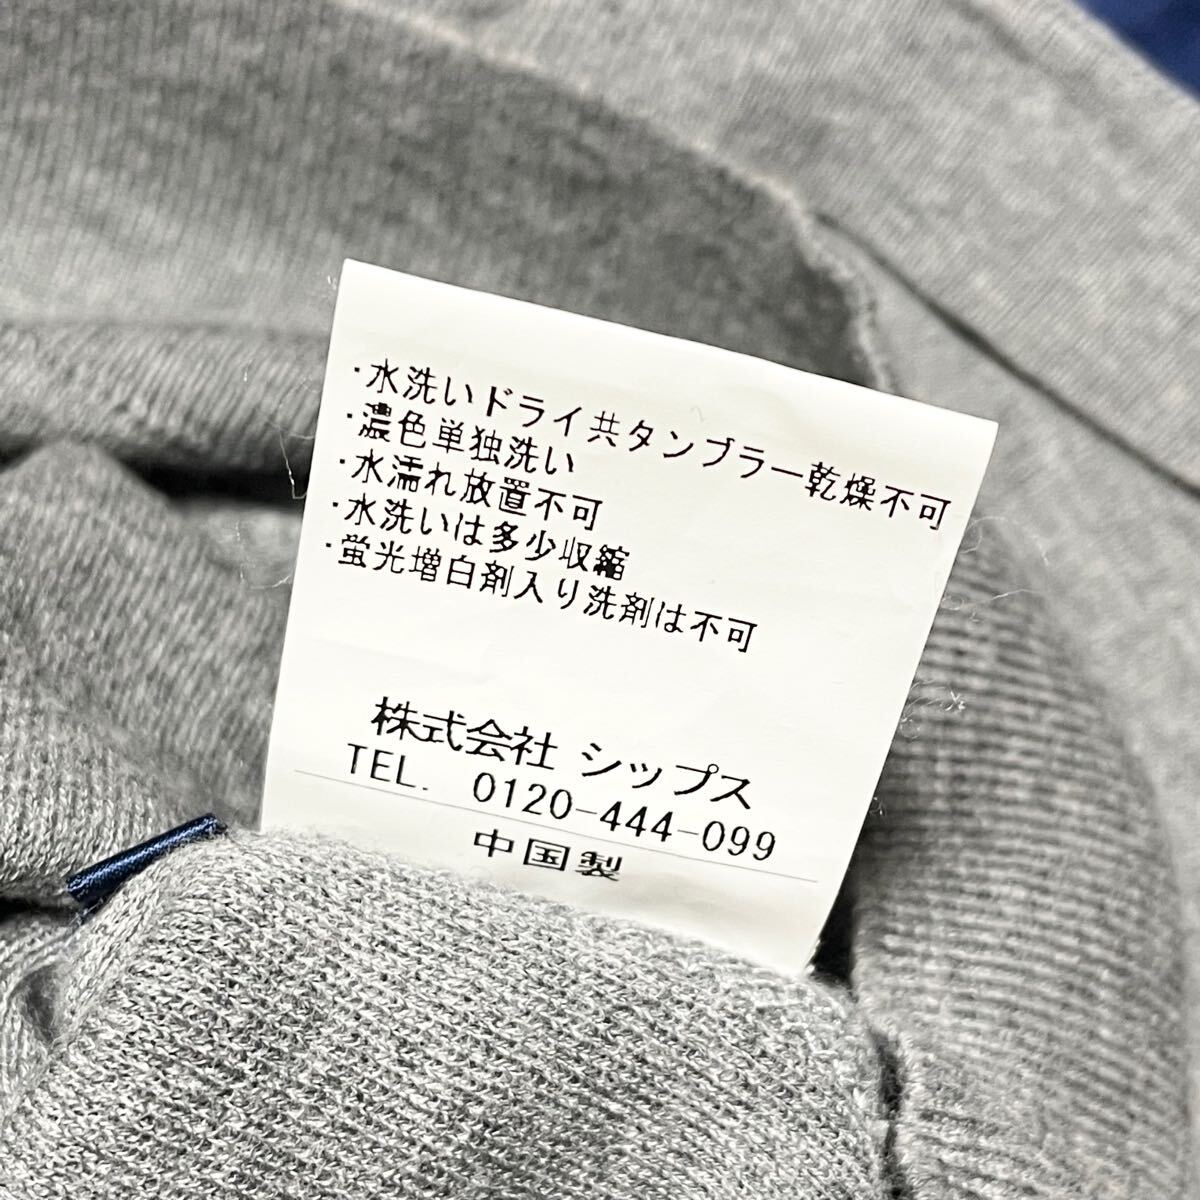 ・水洗いドライ共タンブラー乾燥不可
・濃色単独洗い
・水濡れ放置不可
・水洗いは多少収縮
・蛍光増白剤入り洗剤は不可
株式会社 シップス
TEL. 0120-444-099
中国製